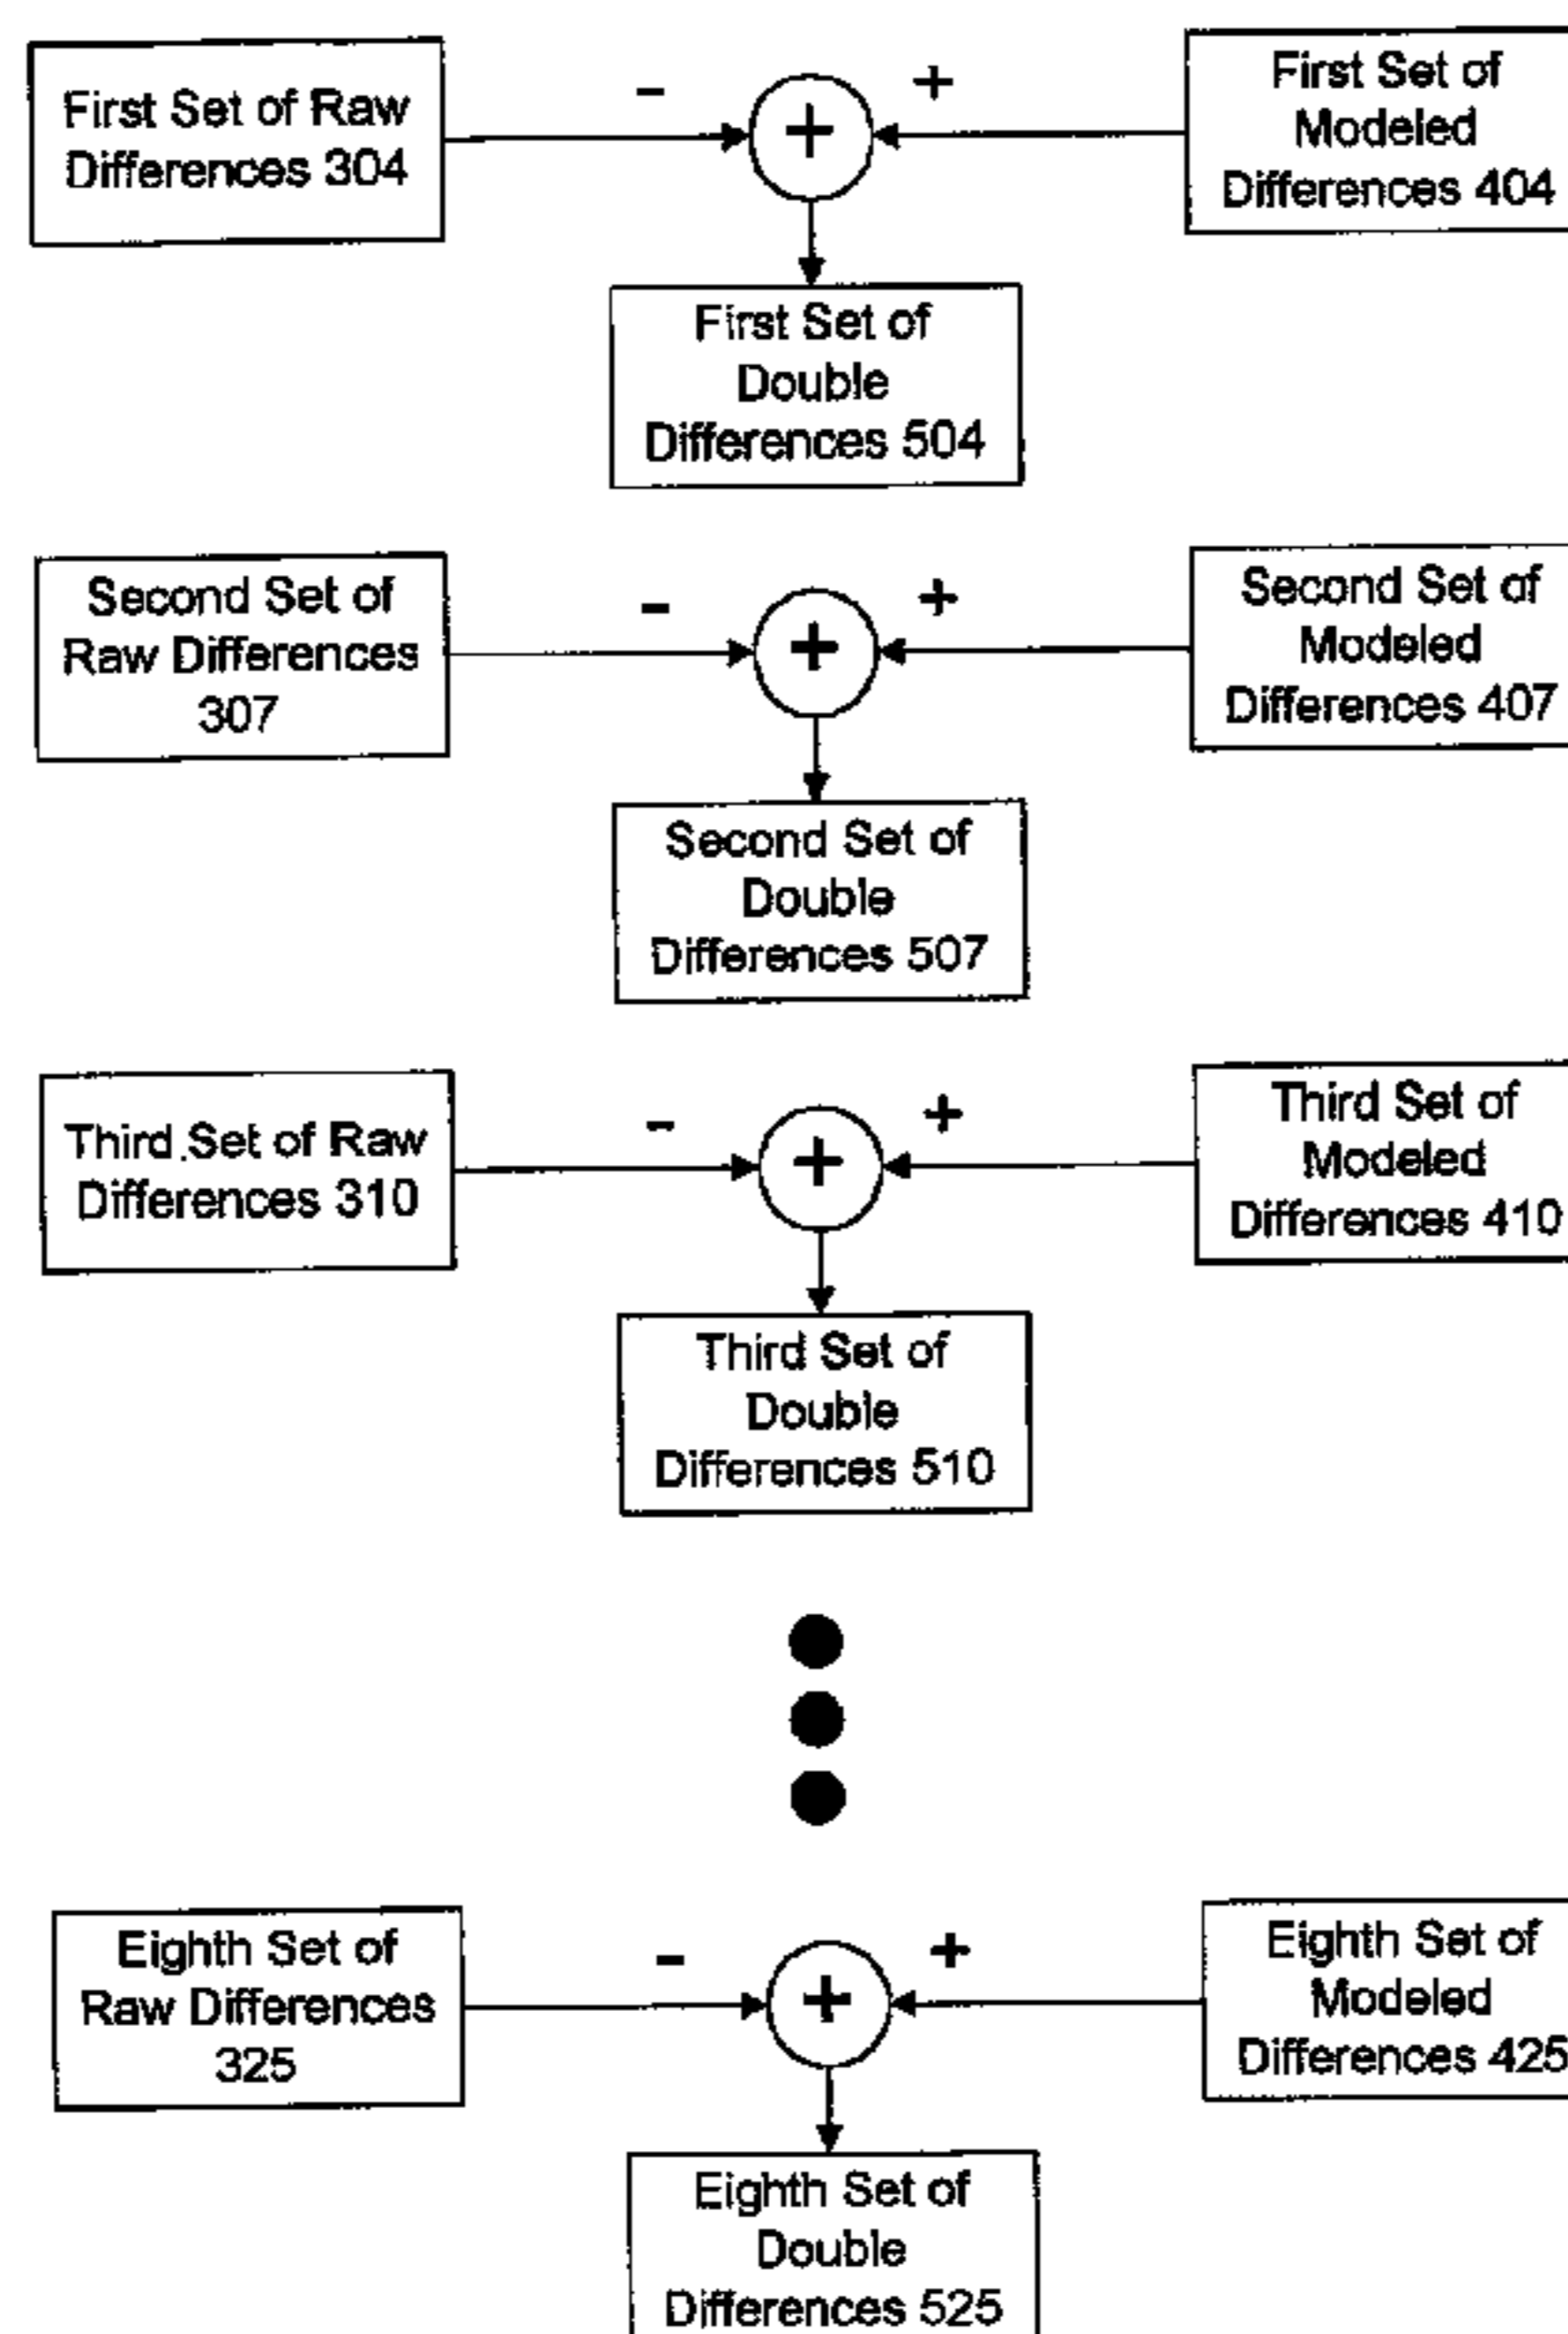 First Set of Raw
Differences 304
-
+
+
First Set of
Modeled
Differences 404
First Set of
Double
Differences 504
Second Set of
Raw Differences
307
-
+
+
Second Set of
Modeled
Differences 407
Second Set of
Double
Differences 507
Third Set of Raw
Differences 310
-
+
+
Third Set of
Modeled
Differences 410
Third Set of
Double
Differences 510
Eighth Set of
Raw Differences
325
-
+
+
Eighth Set of
Modeled
Differences 425
Eighth Set of
Double
Differences 525